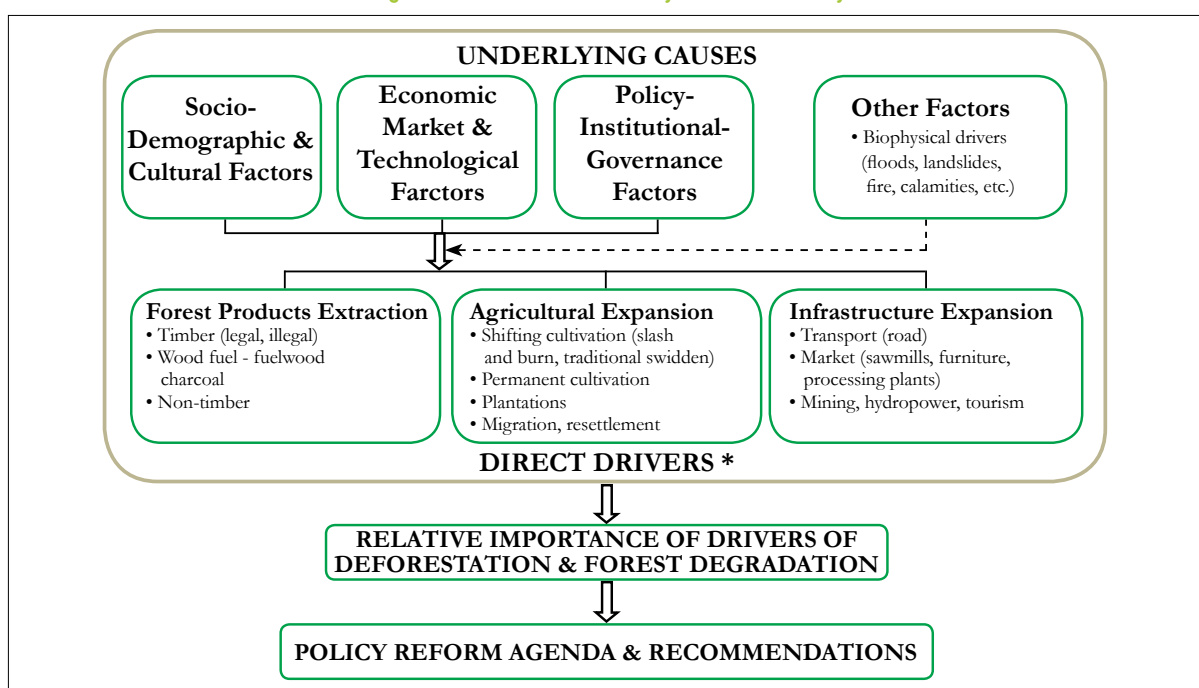 UNDERLYING CAUSES
Socio-
Demographic &
Cultural Factors
Economic
Market &
Technological
Farctors
Policy-
Institutional-
Governance
Factors
Other Factors
• Biophysical drivers
(floods, landslides,
fire, calamities, etc.)
Forest Products Extraction
• Timber (legal, illegal)
• Wood fuel - fuelwood
charcoal
• Non-timber
Agricultural Expansion
• Shifting cultivation (slash
and burn, traditional swidden)
• Permanent cultivation
• Plantations
• Migration, resettlement
Infrastructure Expansion
• Transport (road)
• Market (sawmills, furniture,
processing plants)
• Mining, hydropower, tourism
DIRECT DRIVERS *
RELATIVE IMPORTANCE OF DRIVERS OF
DEFORESTATION & FOREST DEGRADATION
POLICY REFORM AGENDA & RECOMMENDATIONS